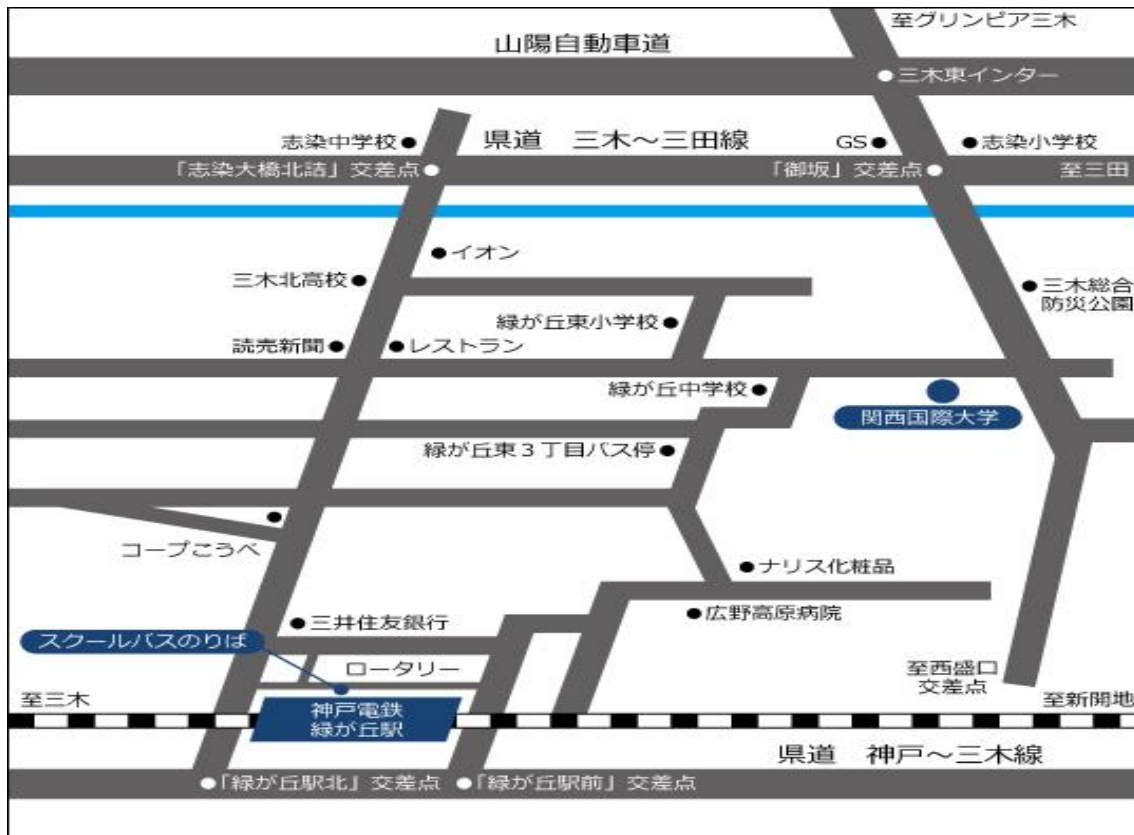 至グリンピア三木
山陽自動車道
三木東インター
志染中学校
県道 三木～三田線
GS
志染小学校
「志染大橋北詰」交差点
「御坂」交差点
至三田
イオン
三木北高校
三木総合
防災公園
緑が丘東小学校
読売新聞
レストラン
緑が丘中学校
関西国際大学
緑が丘東３丁目バス停
コープこうべ
ナリス化粧品
広野高原病院
三井住友銀行
スクールバスのりば
ロータリー
至西盛口
交差点
至三木
至新開地
神戸電鉄
緑が丘駅
県道 神戸～三木線
「緑が丘駅北」交差点
「緑が丘駅前」交差点